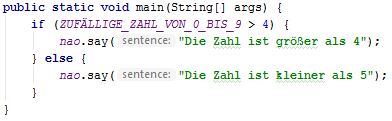 public static void main(String[] args) {
if (ZUFÄLLIGE_ZAHL_VON_0_BIS_9 > 4) {
nao.say( sentence: "Die Zahl ist größer als 4");
} else {
nao.say( sentence: "Die Zahl ist kleiner als 5");
}
}